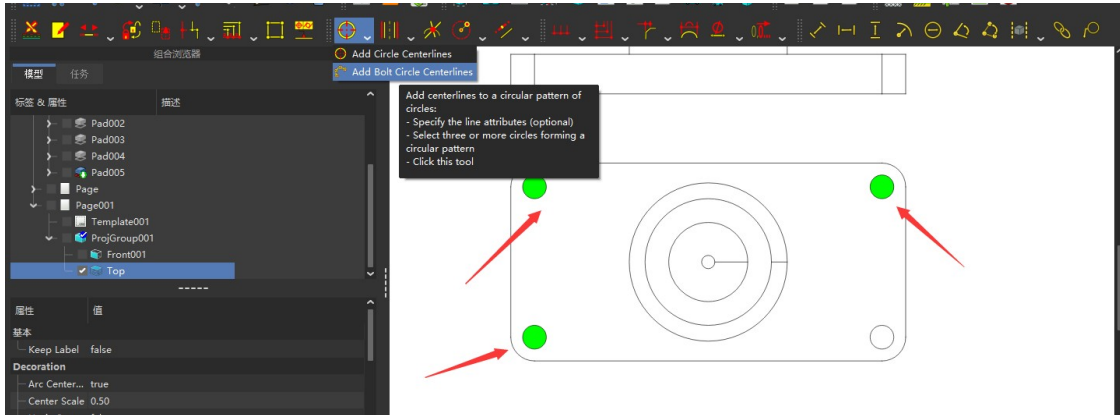 组合浏览器
Add Circle Centerlines
模型 任务
Add Bolt Circle Centerlines
标签 & 属性 描述
Add centerlines to a circular pattern of
circles:
- Specify the line attributes (optional)
- Select three or more circles forming a
circular pattern
- Click this tool
Pad002
Pad003
Pad004
Pad005
Page
Page001
Template001
ProjGroup001
Front001
Top
属性 值
基本
Keep Label false
Decoration
Arc Center... true
Center Scale 0.50